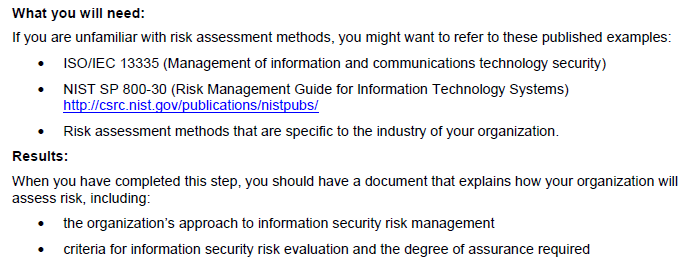 What you will need:
If you are unfamiliar with risk assessment methods, you might want to refer to these published examples:
• ISO/IEC 13335 (Management of information and communications technology security)
• NIST SP 800-30 (Risk Management Guide for Information Technology Systems)
http://csrc.nist.gov/publications/nistpubs/
• Risk assessment methods that are specific to the industry of your organization.
Results:
When you have completed this step, you should have a document that explains how your organization will
assess risk, including:
• the organization's approach to information security risk management
• criteria for information security risk evaluation and the degree of assurance required